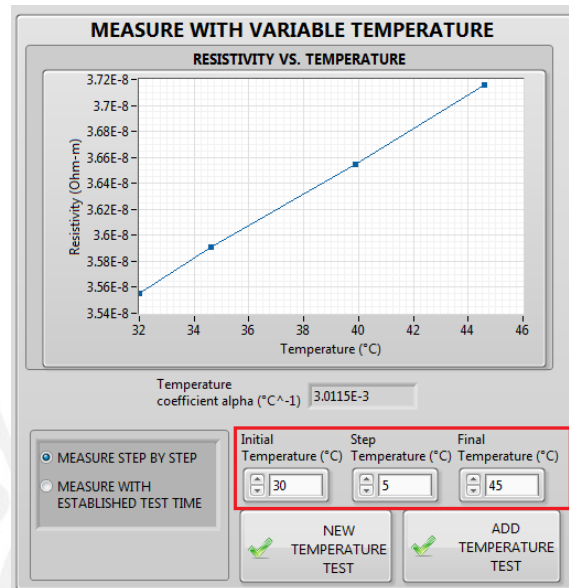 MEASURE WITH VARIABLE TEMPERATURE
RESISTIVITY VS. TEMPERATURE
3.72E-8
3.7E-8
3.68E-8
3.66E-8
3.64E-8
3.62E-8
3.6E-8
3.58E-8
3.56E-8
3.54E-8
Resistivity (Ohm-m)
32 34 36 38 40 42 44 46
Temperature (°C)
Temperature
coefficient alpha (°C^-1) 3.0115E-3
MEASURE STEP BY STEP
MEASURE WITH
ESTABLISHED TEST TIME
Initial Step Final
Temperature (°C) Temperature (°C) Temperature (°C)
30 5 45
NEW
TEMPERATURE
TEST
ADD
TEMPERATURE
TEST